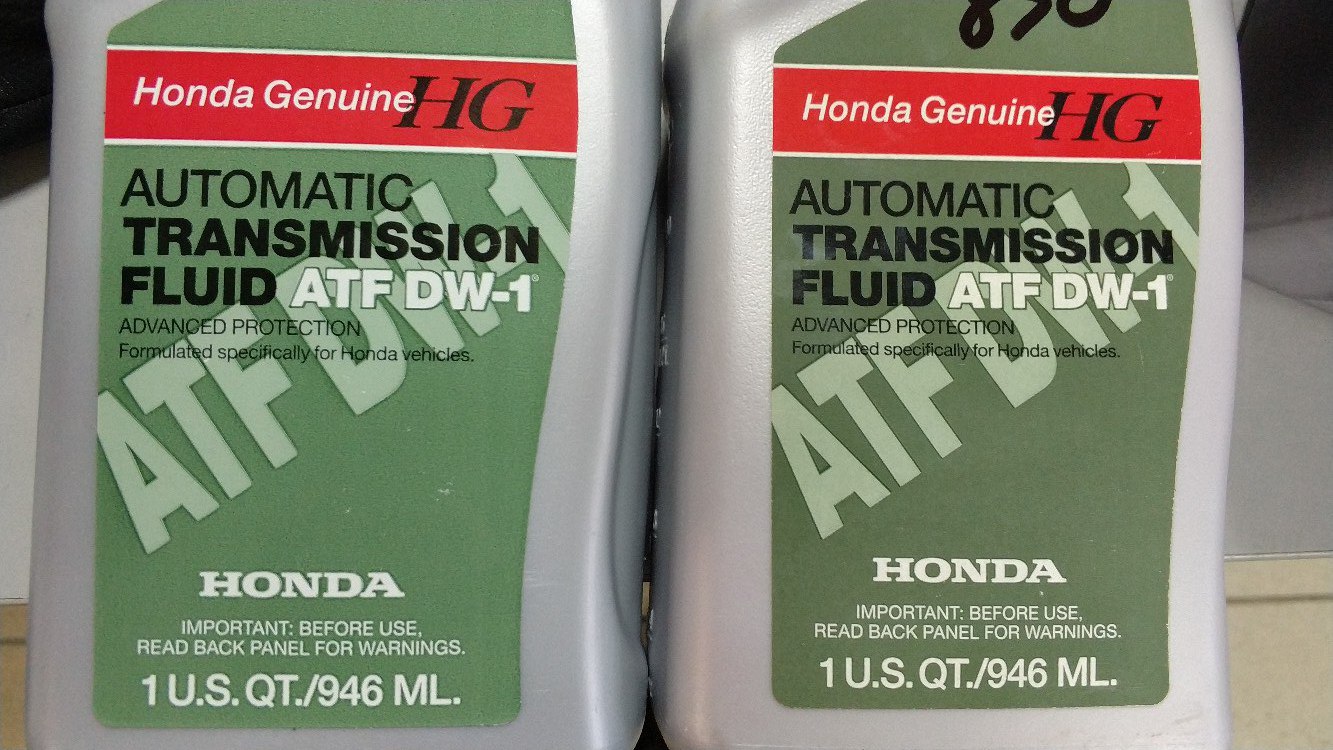 Honda Genuine HG
AUTOMATIC
TRANSMISSION
FLUID ATF DW-1®
ADVANCED PROTECTION
Formulated specifically for Honda vehicles.
ATF DW-1
HONDA
IMPORTANT: BEFORE USE,
READ BACK PANEL FOR WARNINGS.
1 U.S. QT./946 ML.
830
Honda Genuine HG
AUTOMATIC
TRANSMISSION
FLUID ATF DW-1®
ADVANCED PROTECTION
Formulated specifically for Honda vehicles.
ATF DW-1
HONDA
IMPORTANT: BEFORE USE,
READ BACK PANEL FOR WARNINGS.
1 U.S. QT./946 ML.